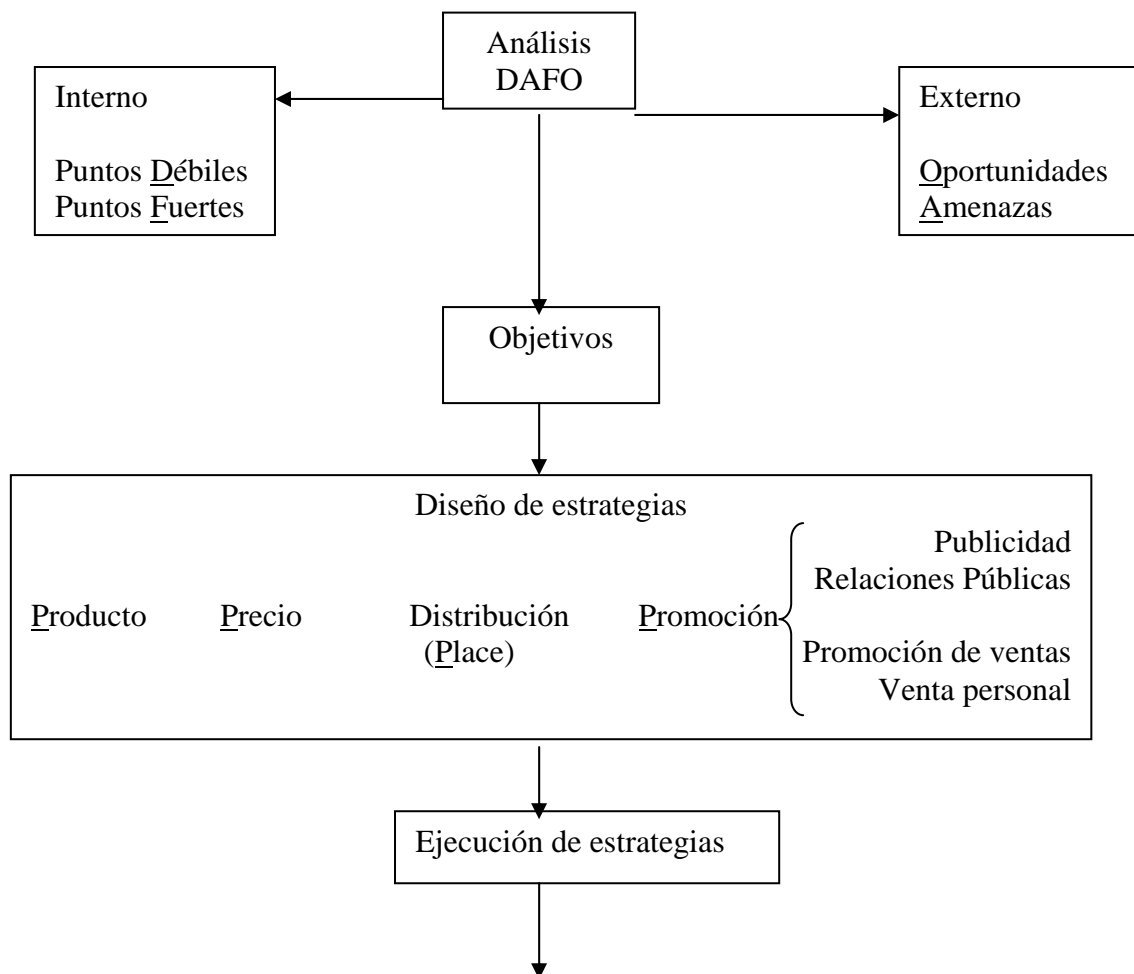 Análisis
DAFO
Interno
Puntos Débiles
Puntos Fuertes
Externo
Oportunidades
Amenazas
Objetivos
Diseño de estrategias
Producto
Precio
Distribución
(Place)
Promoción
Publicidad
Relaciones Públicas
Promoción de ventas
Venta personal
Ejecución de estrategias